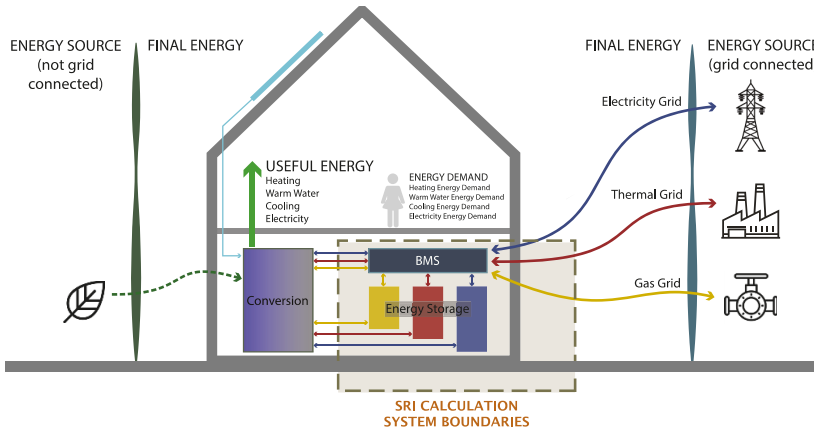 ENERGY SOURCE
(not grid
connected)
FINAL ENERGY
FINAL ENERGY
ENERGY SOURCE
(grid connected
Electricity Grid
USEFUL ENERGY
Heating
Warm Water
Cooling
Electricity
ENERGY DEMAND
Heating Energy Demand
Warm Water Energy Demand
Cooling Energy Demand
Electricity Energy Demand
Thermal Grid
BMS
Gas Grid
Conversion
Energy Storage
SRI CALCULATION
SYSTEM BOUNDARIES